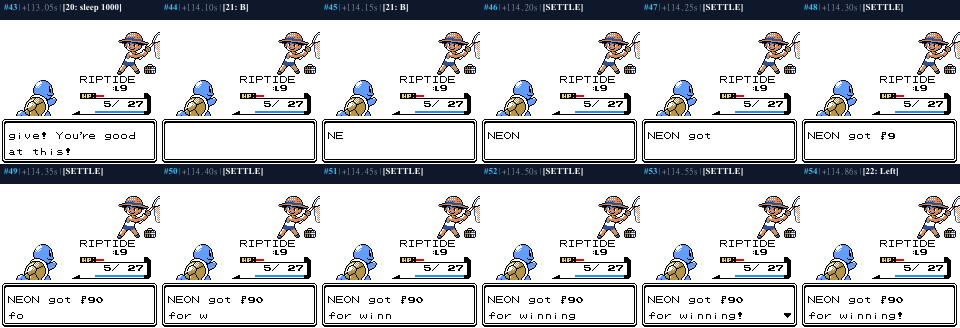 #43|+113.05s|[20: sleep 1000]
RIPTIDE
:L9
HP:
5/ 27
give! You're good
at this!
#44|+114.10s|[21: B]
RIPTIDE
:L9
HP:
5/ 27
#45|+114.15s|[21: B]
RIPTIDE
:L9
HP:
5/ 27
NE
#46|+114.20s|[SETTLE]
RIPTIDE
:L9
HP:
5/ 27
NEON
#47|+114.25s|[SETTLE]
RIPTIDE
:L9
HP:
5/ 27
NEON got
#48|+114.30s|[SETTLE]
RIPTIDE
:L9
HP:
5/ 27
NEON got ₽9
#49|+114.35s|[SETTLE]
RIPTIDE
:L9
HP:
5/ 27
NEON got ₽90
fo
#50|+114.40s|[SETTLE]
RIPTIDE
:L9
HP:
5/ 27
NEON got ₽90
for w
#51|+114.45s|[SETTLE]
RIPTIDE
:L9
HP:
5/ 27
NEON got ₽90
for winn
#52|+114.50s|[SETTLE]
RIPTIDE
:L9
HP:
5/ 27
NEON got ₽90
for winning
#53|+114.55s|[SETTLE]
RIPTIDE
:L9
HP:
5/ 27
NEON got ₽90
for winning!
#54|+114.86s|[22: Left]
RIPTIDE
:L9
HP:
5/ 27
NEON got ₽90
for winning!